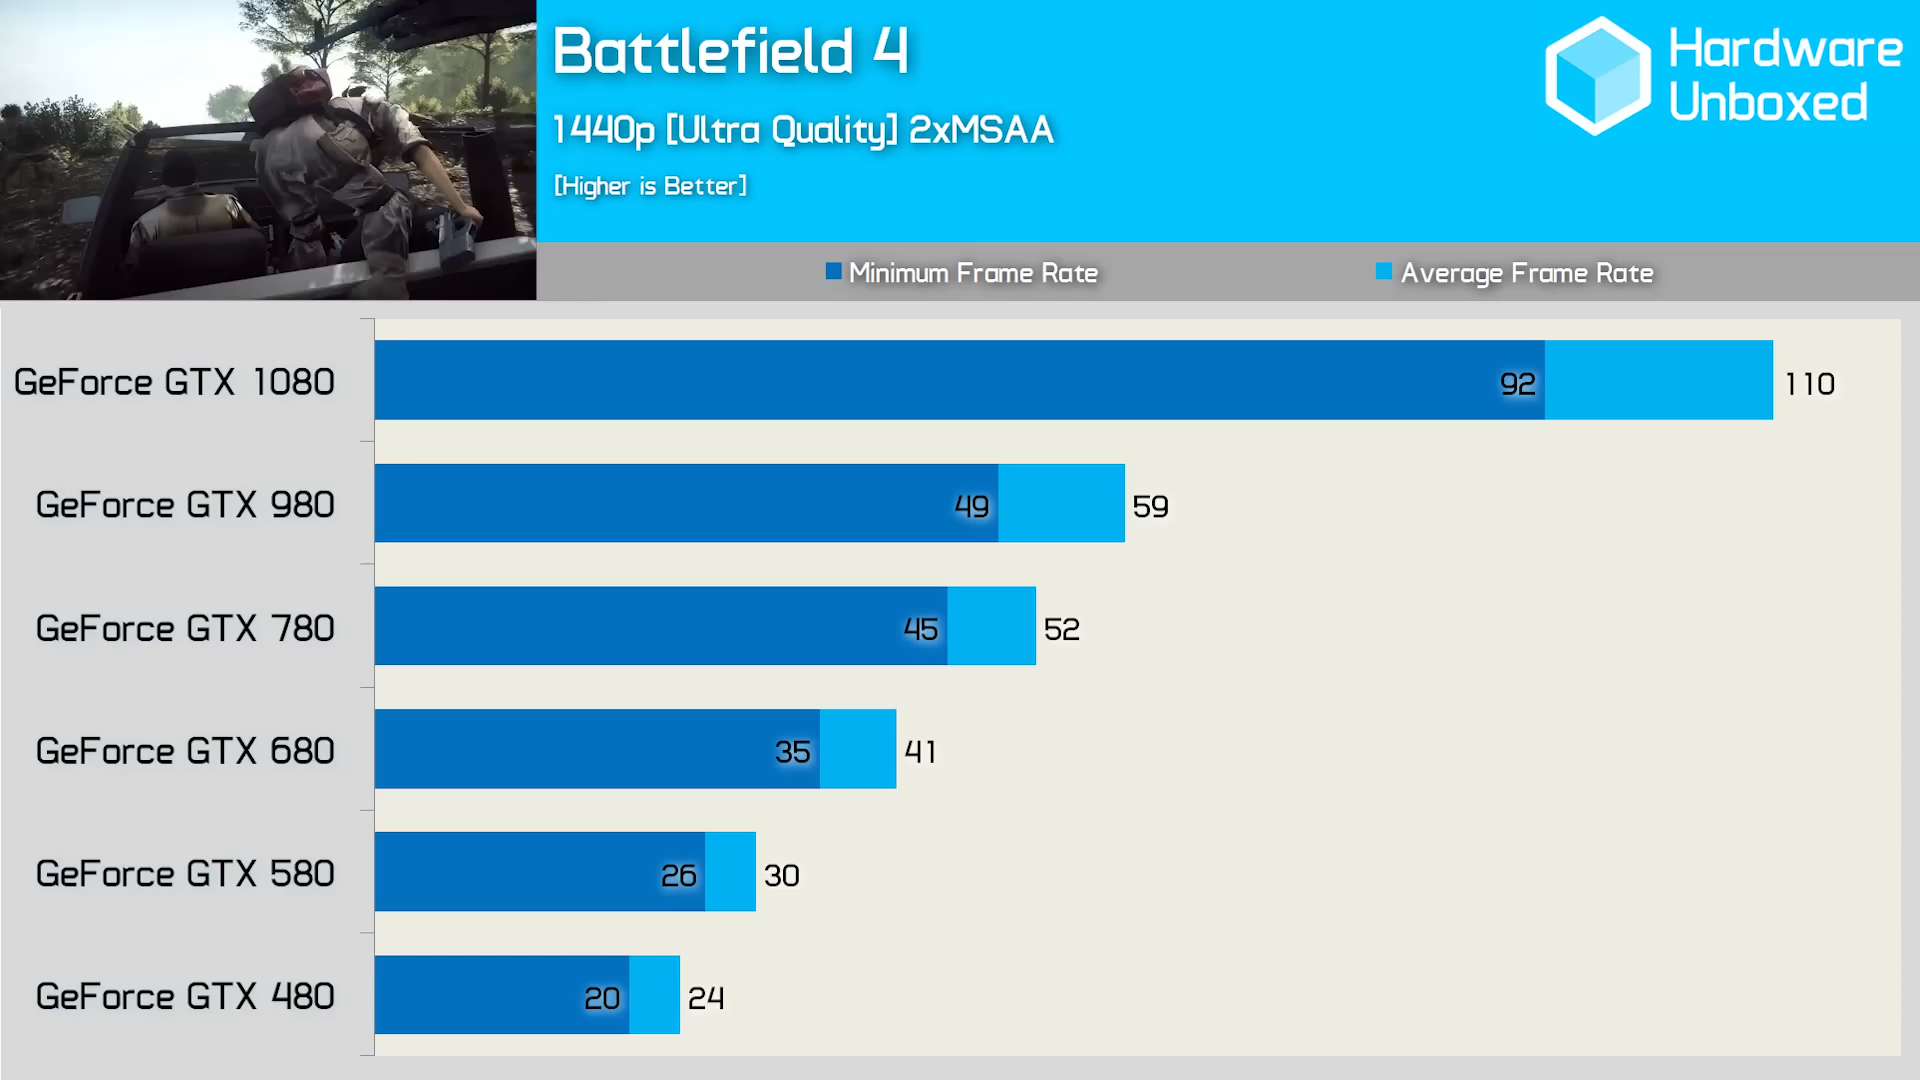 Battlefield 4
1440p [Ultra Quality] 2xMSAA
[Higher is Better]
Hardware
Unboxed
Minimum Frame Rate
Average Frame Rate
GeForce GTX 1080
92
110
GeForce GTX 980
49
59
GeForce GTX 780
45
52
GeForce GTX 680
35
41
GeForce GTX 580
26
30
GeForce GTX 480
20
24